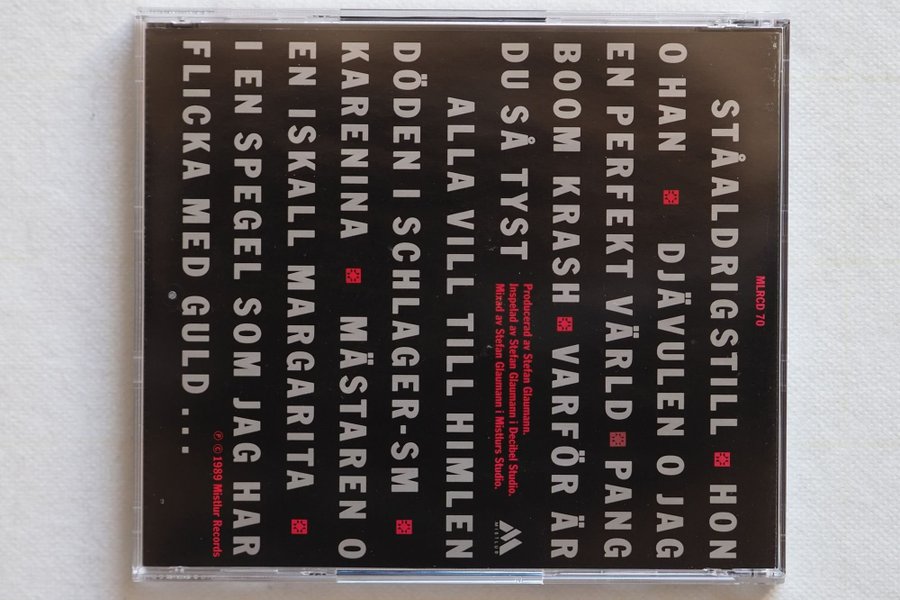 MLRCD 70
STÅALDRIGSTILL HON
O HAN DJÄVULEN O JAG
EN PERFEKT VÄRLD PANG
BOOM KRASH VARFÖR ÄR
DU SÅ TYST
Producerad av Stefan Glaumann.
Inspelad av Stefan Glaumann i Decibel Studio.
Mixad av Stefan Glaumann i Mistlurs Studio.
MISTLUR
ALLA VILL TILL HIMLEN
DÖDEN I SCHLAGER-SM
KARENINA MÄSTAREN O
EN ISKALL MARGARITA
I EN SPEGEL SOM JAG HAR
FLICKA MED GULD...
℗ © 1989 Mistlur Records